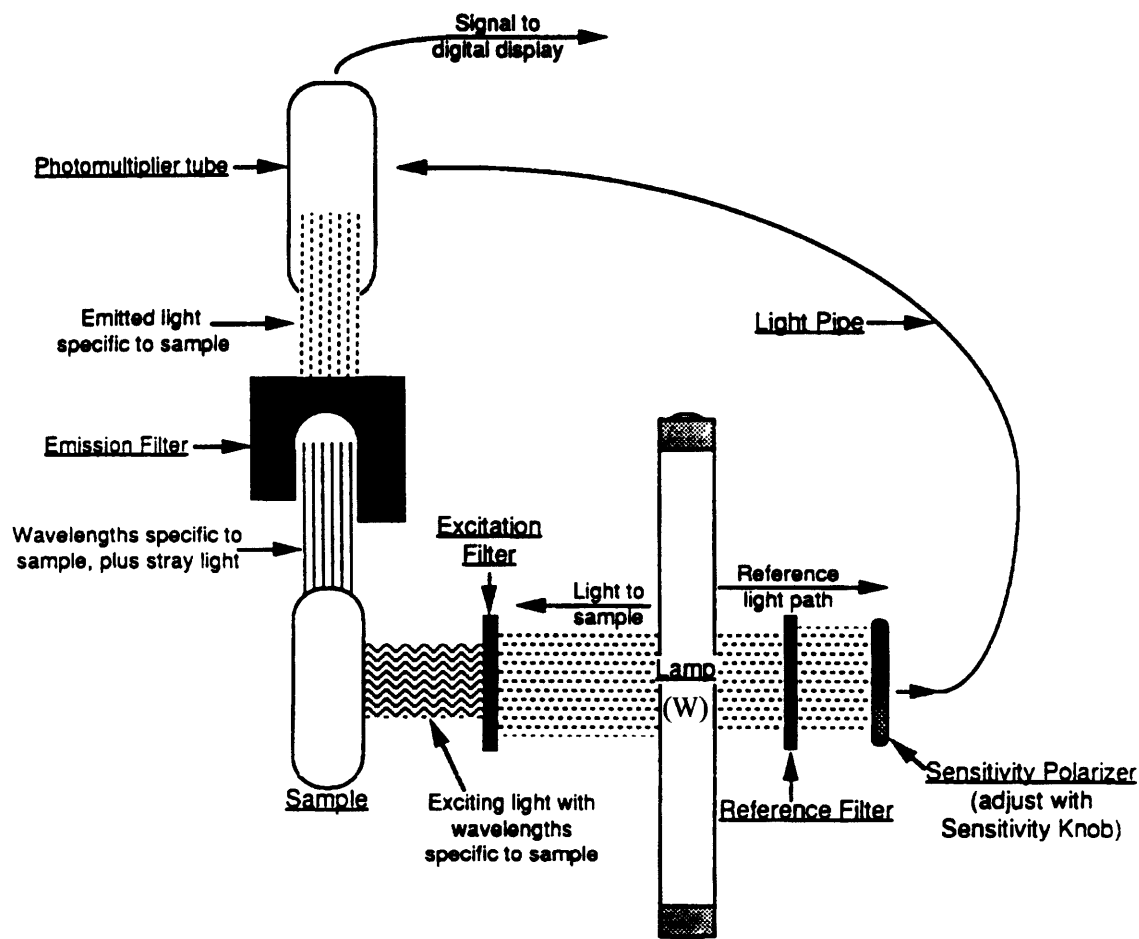 Signal to
digital display
Photomultiplier tube
Emitted light
specific to sample
Light Pipe
Emission Filter
Wavelengths specific to
sample, plus stray light
Excitation
Filter
Light to
sample
Reference
light path
Lamp
(W)
Sample
Exciting light with
wavelengths
specific to sample
Reference Filter
Sensitivity Polarizer
(adjust with
Sensitivity Knob)